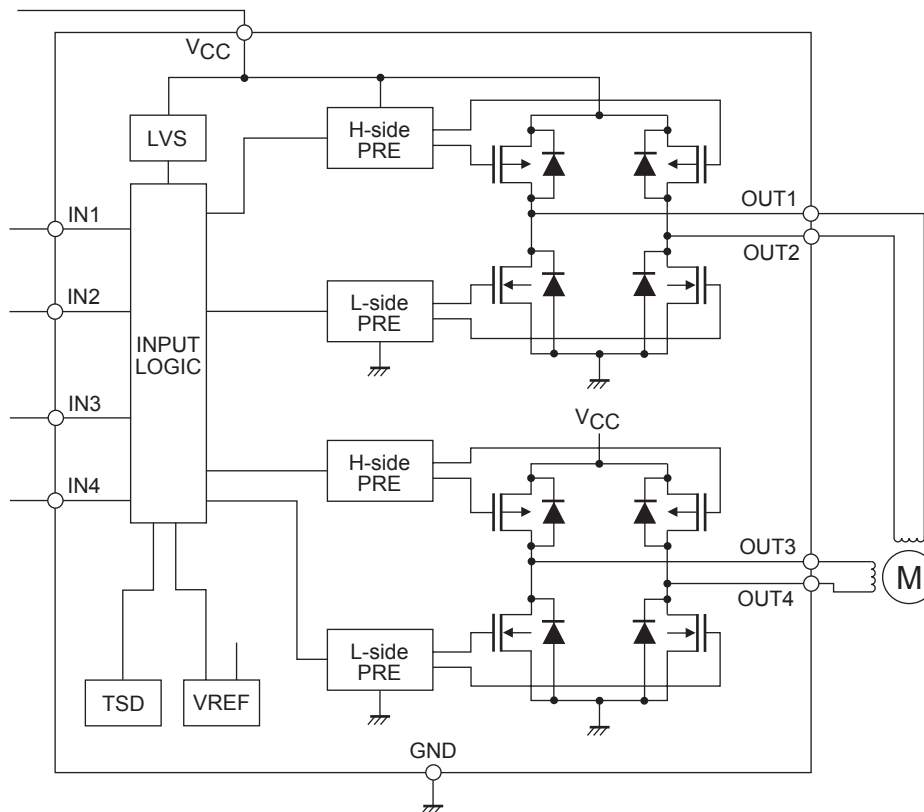 VCC
LVS
H-side
PRE
IN1
OUT1
OUT2
IN2
L-side
PRE
INPUT
LOGIC
IN3
VCC
IN4
H-side
PRE
OUT3
OUT4
M
L-side
PRE
TSD
VREF
GND